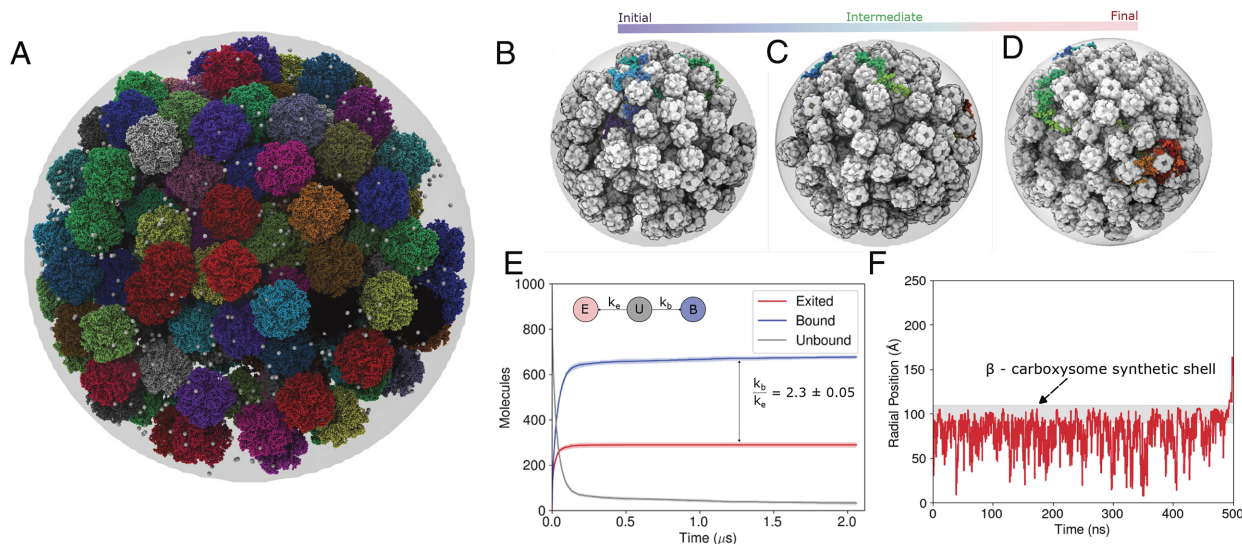 Initial
Intermediate
Final
A
B
C
D
E
1000
800
600
400
200
0
Molecules
0.0
0.5
1.0
1.5
2.0
Time (μs)
E
kₑ
U
k_b
B
Exited
Bound
Unbound
k_b
kₑ
= 2.3 ± 0.05
F
250
200
150
100
50
0
Radial Position (Å)
β - carboxysome synthetic shell
0
100
200
300
400
500
Time (ns)